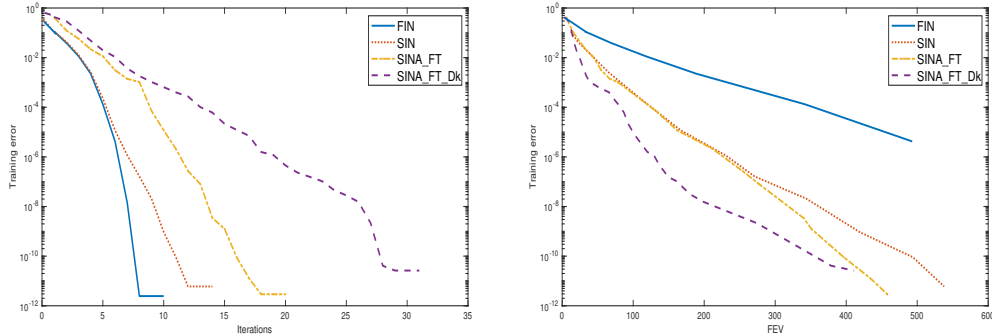 10^0
10^-2
10^-4
10^-6
10^-8
10^-10
10^-12
Training error
0 5 10 15 20 25 30 35
Iterations
FIN
SIN
SINA_FT
SINA_FT_Dk
10^0
10^-2
10^-4
10^-6
10^-8
10^-10
10^-12
Training error
0 100 200 300 400 500 600
FEV
FIN
SIN
SINA_FT
SINA_FT_Dk